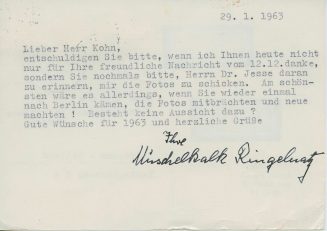 29. 1. 1963
Lieber Herr Kohn,
entschuldigen Sie bitte, wenn ich Ihnen heute nicht
nur für Ihre freundliche Nachricht vom 12.12.danke,
sondern Sie nochmals bitte, Herrn Dr. Jesse daran
zu erinnern, mir die Fotos zu schicken. Am schön-
sten wäre es allerdings, wenn Sie wieder einmal
nach Berlin kämen, die Fotos mitbrächten und neue
machten ! Besteht keine Aussicht dazu ?
Gute Wünsche für 1963 und herzliche Grüße
Ihre
Muschelkalk Ringelnatz